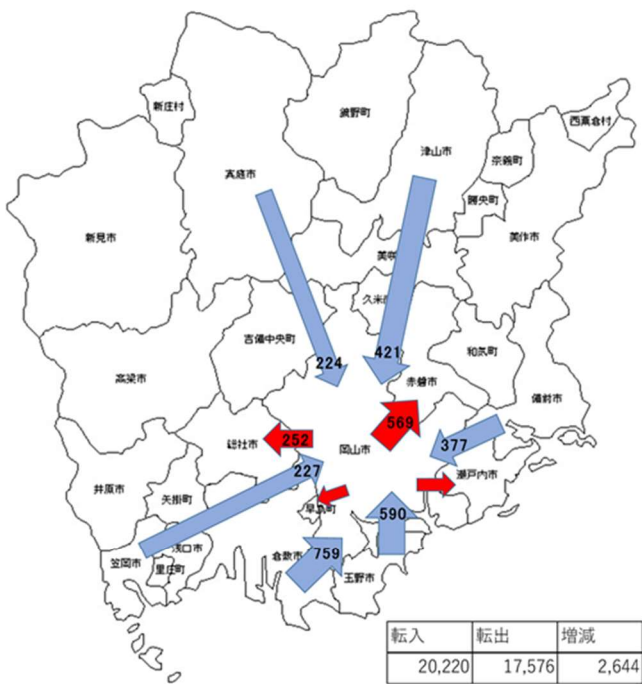 新庄村
鏡野町
西粟倉村
津山市
奈義町
真庭市
勝央町
新見市
美作市
美咲
久米南
吉備中央町
和気町
224
421
高梁市
赤磐市
備前市
569
総社市
252
岡山市
377
227
瀬戸内市
井原市
矢掛町
早島町
590
浅口市
倉敷市
759
笠岡市
里庄町
玉野市
転入 転出 増減
20,220 17,576 2,644